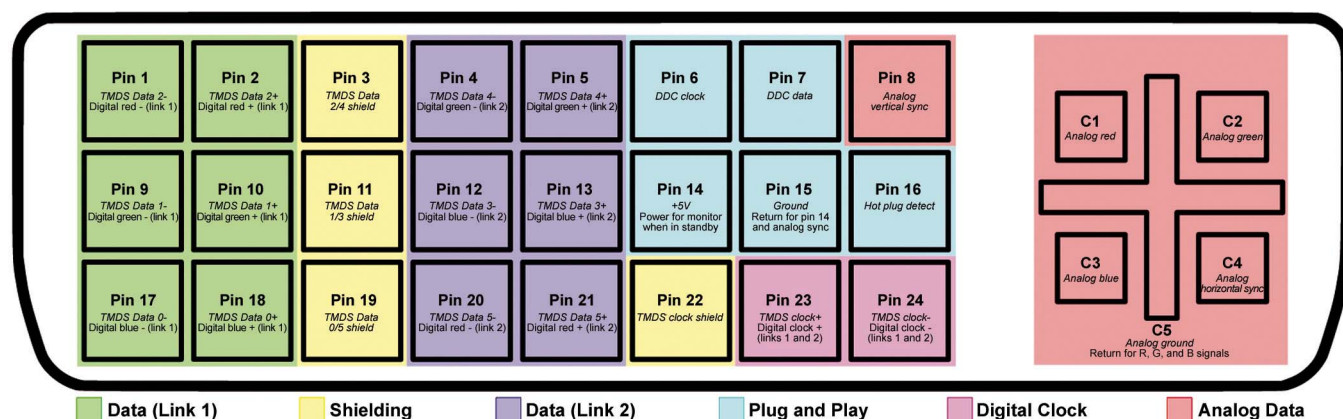 Pin 1
TMDS Data 2-
Digital red - (link 1)
Pin 2
TMDS Data 2+
Digital red + (link 1)
Pin 3
TMDS Data
2/4 shield
Pin 4
TMDS Data 4-
Digital green - (link 2)
Pin 5
TMDS Data 4+
Digital green + (link 2)
Pin 6
DDC clock
Pin 7
DDC data
Pin 8
Analog
vertical sync
Pin 9
TMDS Data 1-
Digital green - (link 1)
Pin 10
TMDS Data 1+
Digital green + (link 1)
Pin 11
TMDS Data
1/3 shield
Pin 12
TMDS Data 3-
Digital blue - (link 2)
Pin 13
TMDS Data 3+
Digital blue + (link 2)
Pin 14
+5V
Power for monitor
when in standby
Pin 15
Ground
Return for pin 14
and analog sync
Pin 16
Hot plug detect
Pin 17
TMDS Data 0-
Digital blue - (link 1)
Pin 18
TMDS Data 0+
Digital blue + (link 1)
Pin 19
TMDS Data
0/5 shield
Pin 20
TMDS Data 5-
Digital red - (link 2)
Pin 21
TMDS Data 5+
Digital red + (link 2)
Pin 22
TMDS clock shield
Pin 23
TMDS clock+
Digital clock +
(links 1 and 2)
Pin 24
TMDS clock-
Digital clock -
(links 1 and 2)
C1
Analog red
C2
Analog green
C3
Analog blue
C4
Analog
horizontal sync
C5
Analog ground
Return for R, G, and B signals
Data (Link 1)
Shielding
Data (Link 2)
Plug and Play
Digital Clock
Analog Data